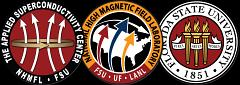 THE APPLIED SUPERCONDUCTIVITY CENTER
NHMFL · FSU
NATIONAL HIGH MAGNETIC FIELD LABORATORY
FSU · UF · LANL
FLORIDA STATE UNIVERSITY
1851